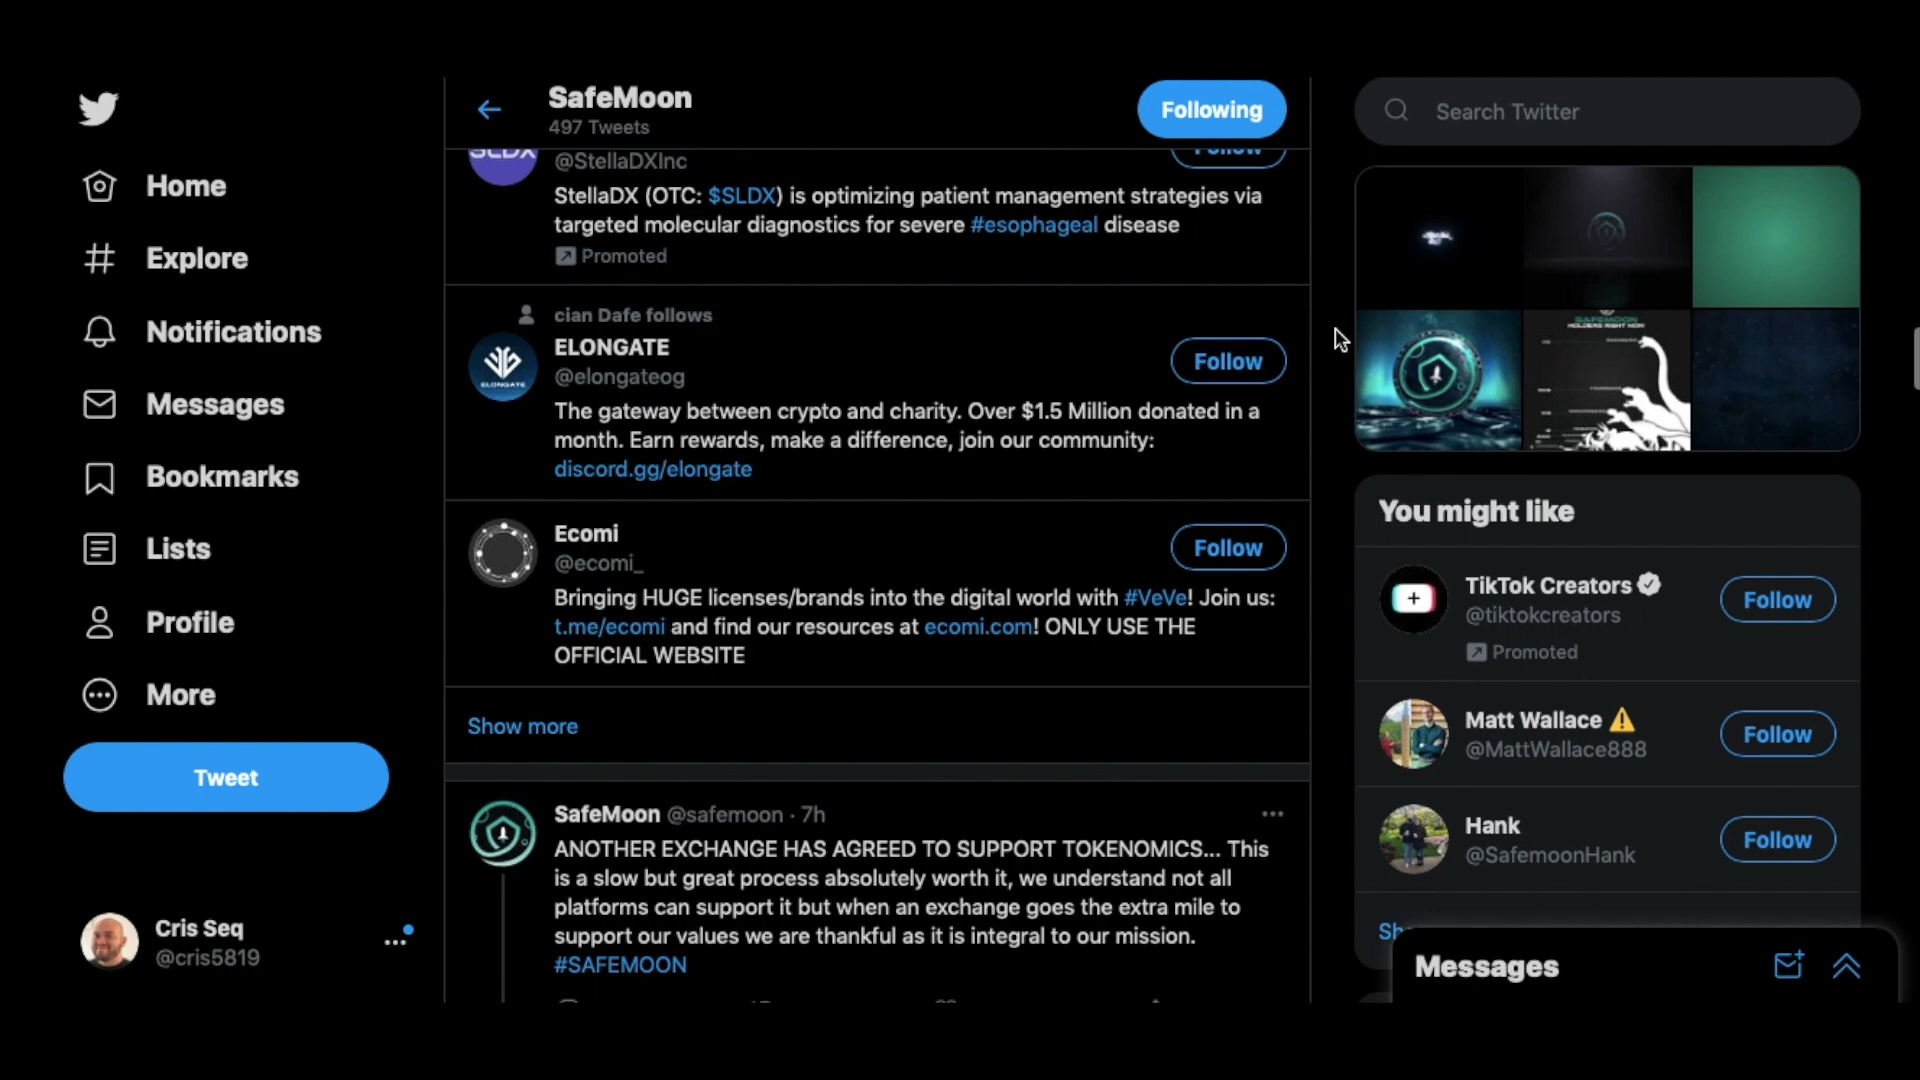 Home
Explore
Notifications
Messages
Bookmarks
Lists
Profile
More
Tweet
Cris Seq
@cris5819
SafeMoon
497 Tweets
Following
SLDX
@StellaDXInc
Follow
StellaDX (OTC: $SLDX) is optimizing patient management strategies via
targeted molecular diagnostics for severe #esophageal disease
Promoted
cian Dafe follows
ELONGATE
@elongateog
Follow
ELONGATE
The gateway between crypto and charity. Over $1.5 Million donated in a
month. Earn rewards, make a difference, join our community:
discord.gg/elongate
Ecomi
@ecomi_
Follow
Bringing HUGE licenses/brands into the digital world with #VeVe! Join us:
t.me/ecomi and find our resources at ecomi.com! ONLY USE THE
OFFICIAL WEBSITE
Show more
SafeMoon @safemoon · 7h
ANOTHER EXCHANGE HAS AGREED TO SUPPORT TOKENOMICS... This
is a slow but great process absolutely worth it, we understand not all
platforms can support it but when an exchange goes the extra mile to
support our values we are thankful as it is integral to our mission.
#SAFEMOON
Search Twitter
SAFEMOON
HOLDERS RIGHT NOW
You might like
TikTok Creators
@tiktokcreators
Follow
Promoted
Matt Wallace
@MattWallace888
Follow
Hank
@SafemoonHank
Follow
Messages